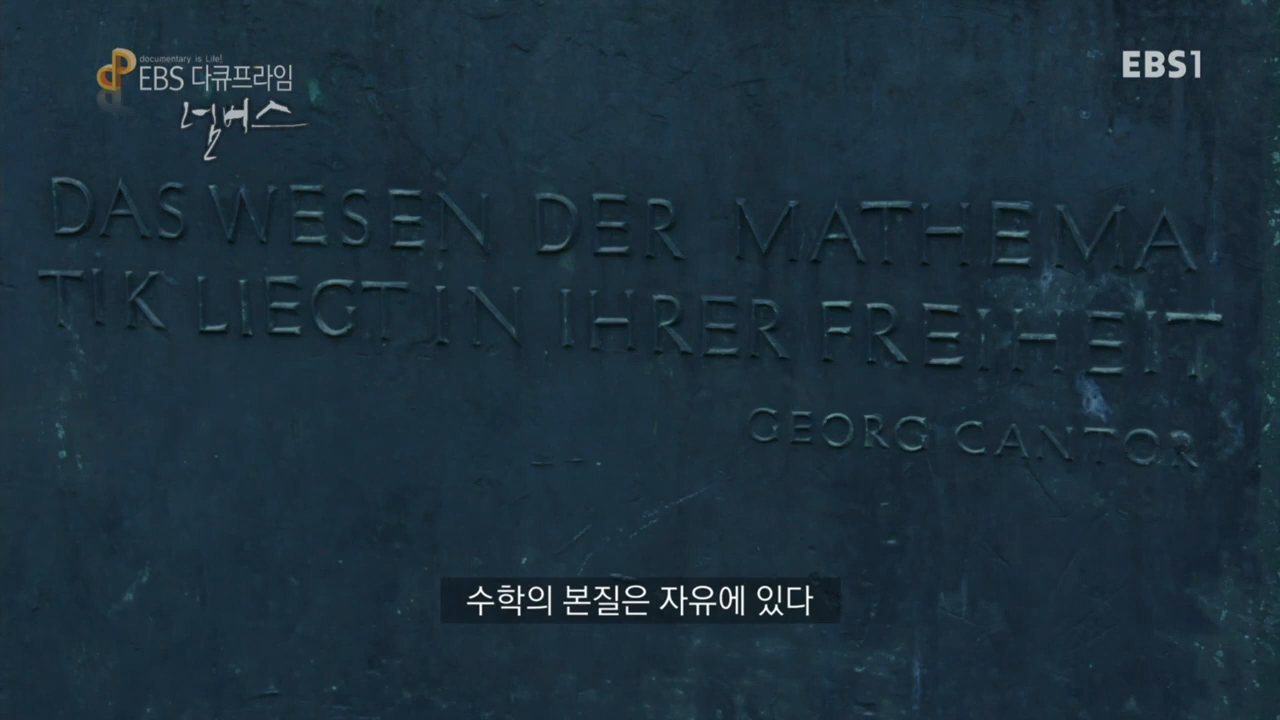 documentary is Life!
EBS 다큐프라임
넘버스
EBS1
DAS WESEN DER MATHEMA
TIK LIEGT IN IHRER FREIHEIT
GEORG CANTOR
수학의 본질은 자유에 있다